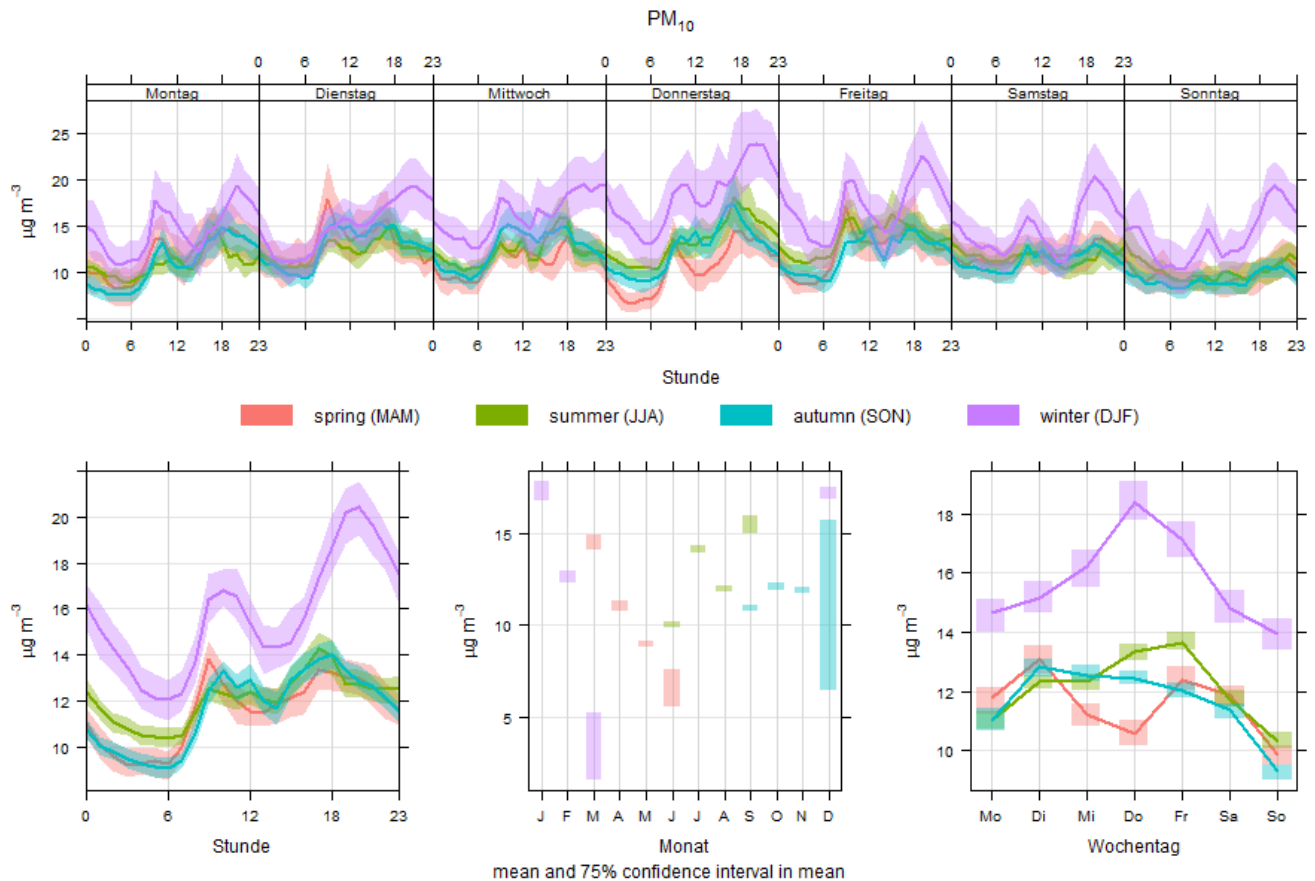 PM10
0 6 12 18 23 0 6 12 18 23 0 6 12 18 23
Montag Dienstag Mittwoch Donnerstag Freitag Samstag Sonntag
25
20
15
10
µg m−3
0 6 12 18 23 0 6 12 18 23 0 6 12 18 23 0 6 12 18 23
Stunde
spring (MAM) summer (JJA) autumn (SON) winter (DJF)
20
18
16
14
12
10
µg m−3
0 6 12 18 23
Stunde
15
10
5
µg m−3
J F M A M J J A S O N D
Monat
mean and 75% confidence interval in mean
18
16
14
12
10
µg m−3
Mo Di Mi Do Fr Sa So
Wochentag